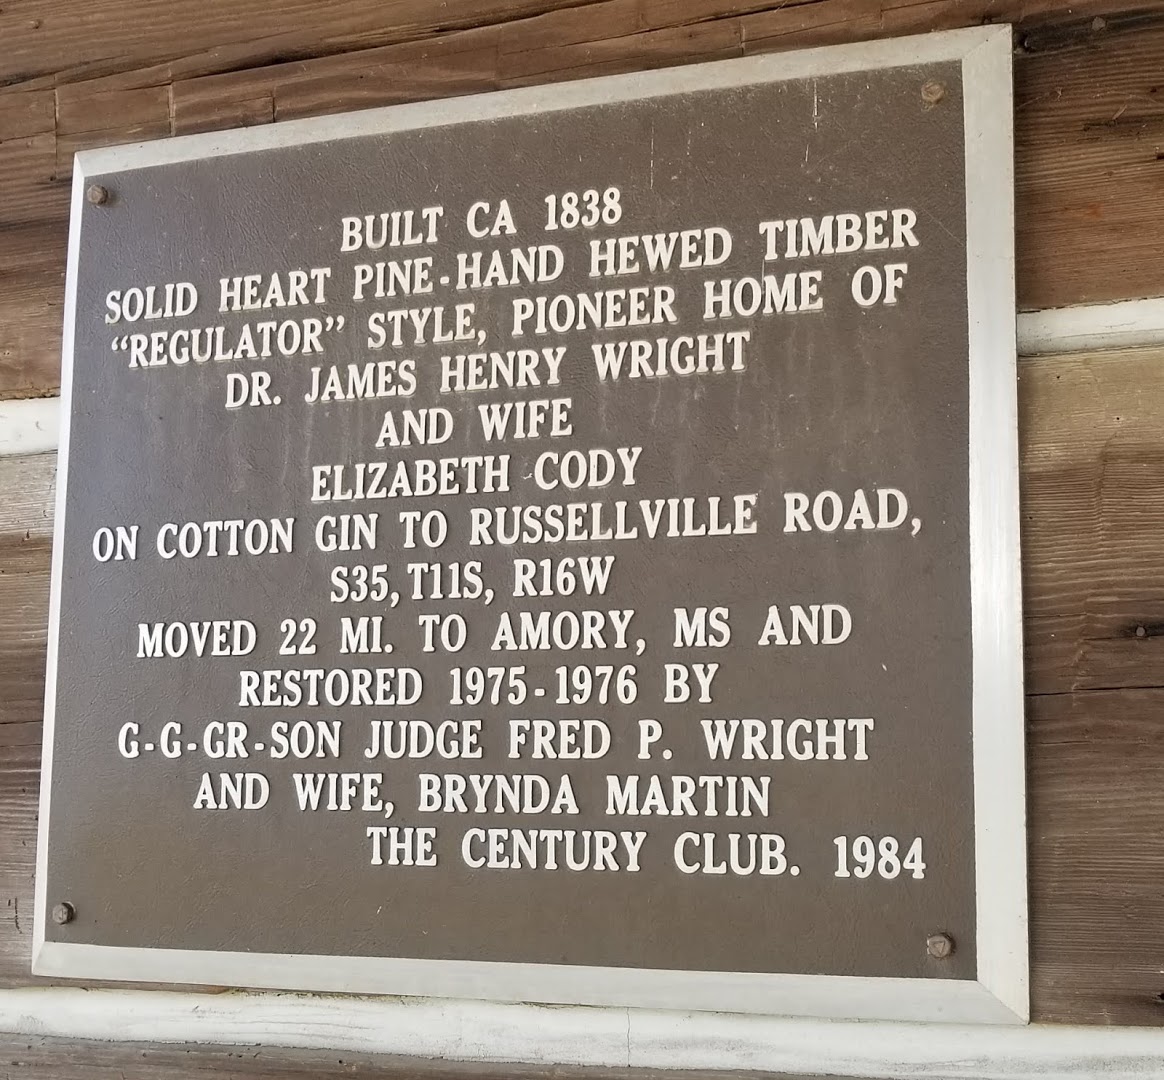 BUILT CA 1838
SOLID HEART PINE-HAND HEWED TIMBER
“REGULATOR” STYLE, PIONEER HOME OF
DR. JAMES HENRY WRIGHT
AND WIFE
ELIZABETH CODY
ON COTTON GIN TO RUSSELLVILLE ROAD,
S35, T11S, R16W
MOVED 22 MI. TO AMORY, MS AND
RESTORED 1975-1976 BY
G-G-GR-SON JUDGE FRED P. WRIGHT
AND WIFE, BRYNDA MARTIN
THE CENTURY CLUB. 1984